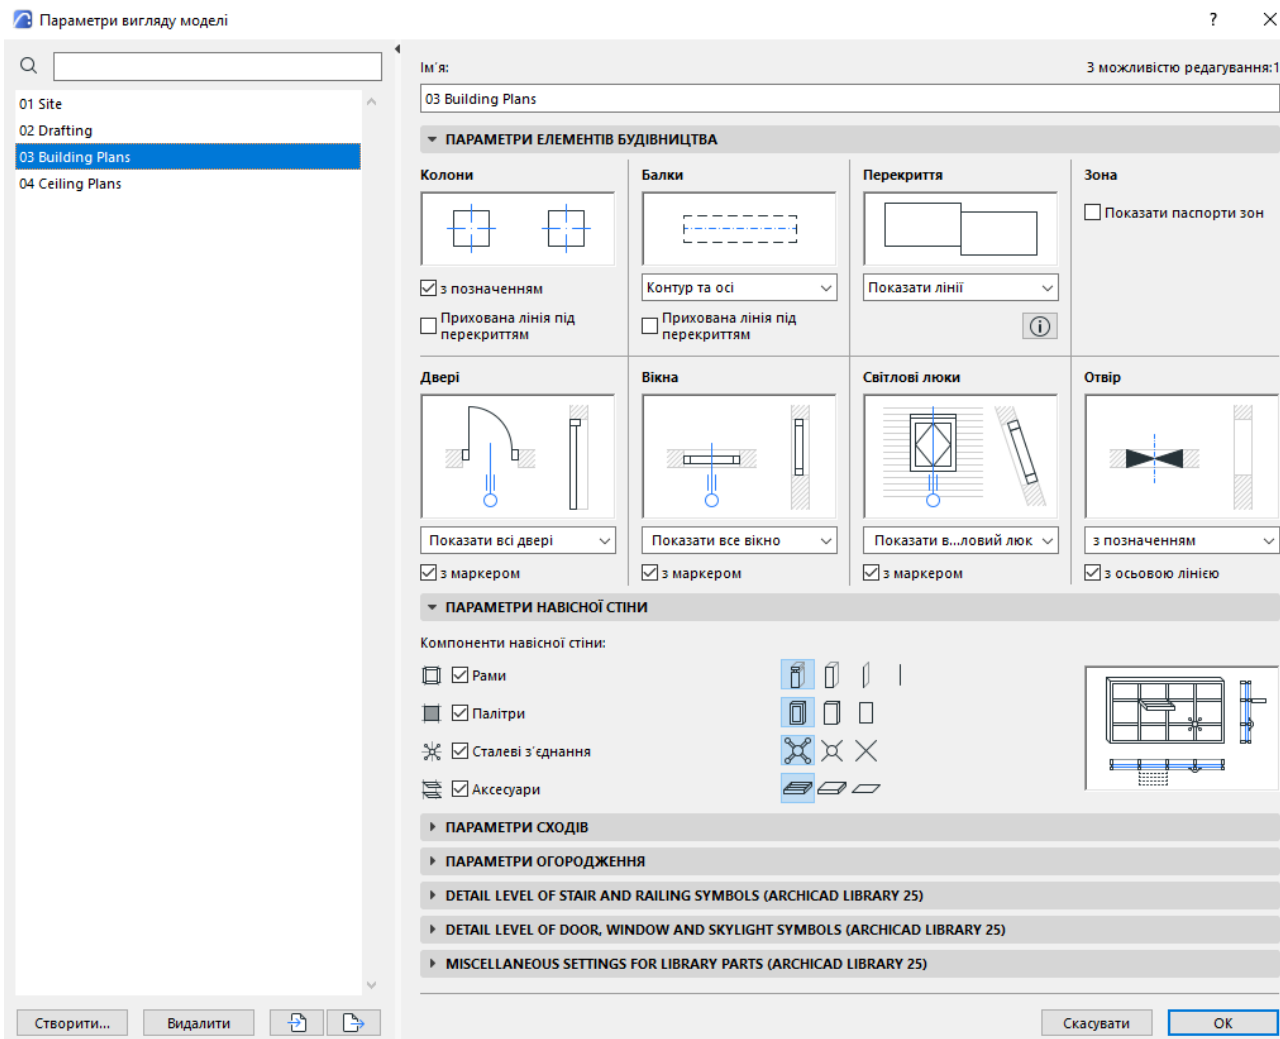 Параметри вигляду моделі
?
01 Site
02 Drafting
03 Building Plans
04 Ceiling Plans
Створити...
Видалити
Ім'я:
З можливістю редагування:1
03 Building Plans
ПАРАМЕТРИ ЕЛЕМЕНТІВ БУДІВНИЦТВА
Колони
Балки
Перекриття
Зона
Показати паспорти зон
з позначенням
Контур та осі
Показати лінії
Прихована лінія під
перекриттям
Прихована лінія під
перекриттям
Двері
Вікна
Світлові люки
Отвір
Показати всі двері
Показати все вікно
Показати в...ловий люк
з позначенням
з маркером
з маркером
з маркером
з осьовою лінією
ПАРАМЕТРИ НАВІСНОЇ СТІНИ
Компоненти навісної стіни:
Рами
Палітри
Сталеві з'єднання
Аксесуари
ПАРАМЕТРИ СХОДІВ
ПАРАМЕТРИ ОГОРОДЖЕННЯ
DETAIL LEVEL OF STAIR AND RAILING SYMBOLS (ARCHICAD LIBRARY 25)
DETAIL LEVEL OF DOOR, WINDOW AND SKYLIGHT SYMBOLS (ARCHICAD LIBRARY 25)
MISCELLANEOUS SETTINGS FOR LIBRARY PARTS (ARCHICAD LIBRARY 25)
Скасувати
OK